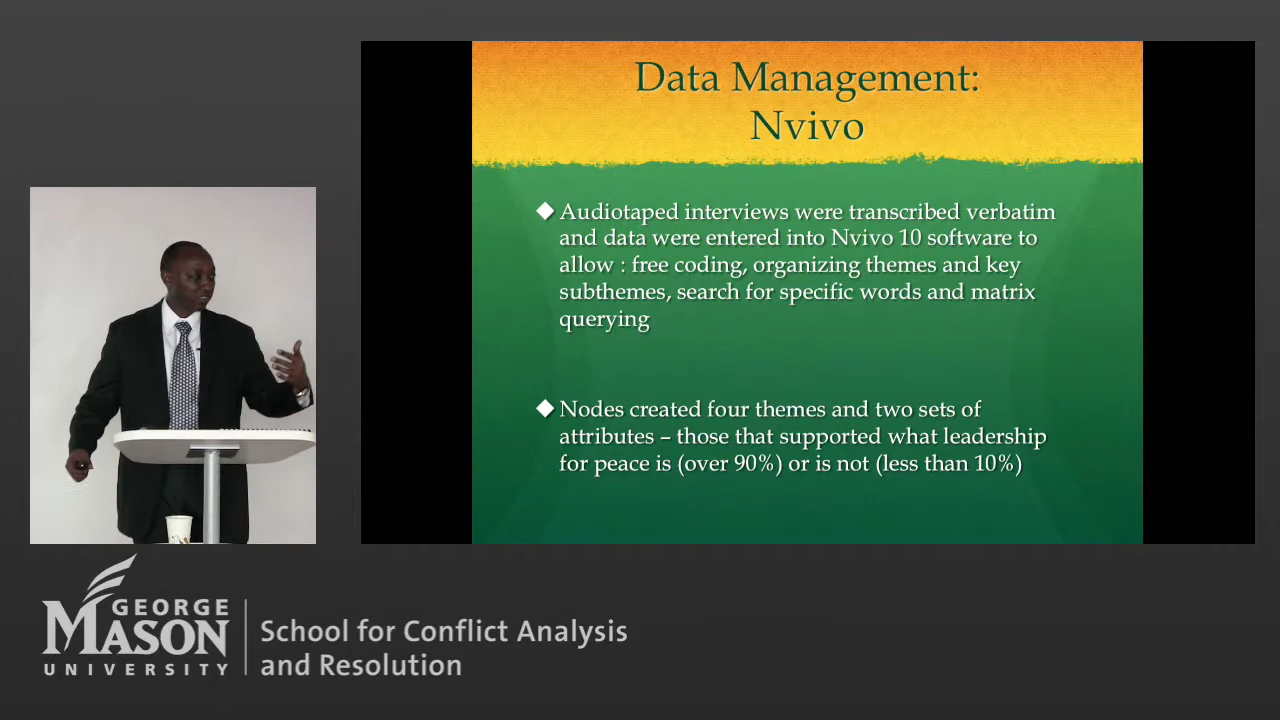 Data Management:
Nvivo
Audiotaped interviews were transcribed verbatim
and data were entered into Nvivo 10 software to
allow : free coding, organizing themes and key
subthemes, search for specific words and matrix
querying
Nodes created four themes and two sets of
attributes – those that supported what leadership
for peace is (over 90%) or is not (less than 10%)
GEORGE
MASON
UNIVERSITY
School for Conflict Analysis
and Resolution